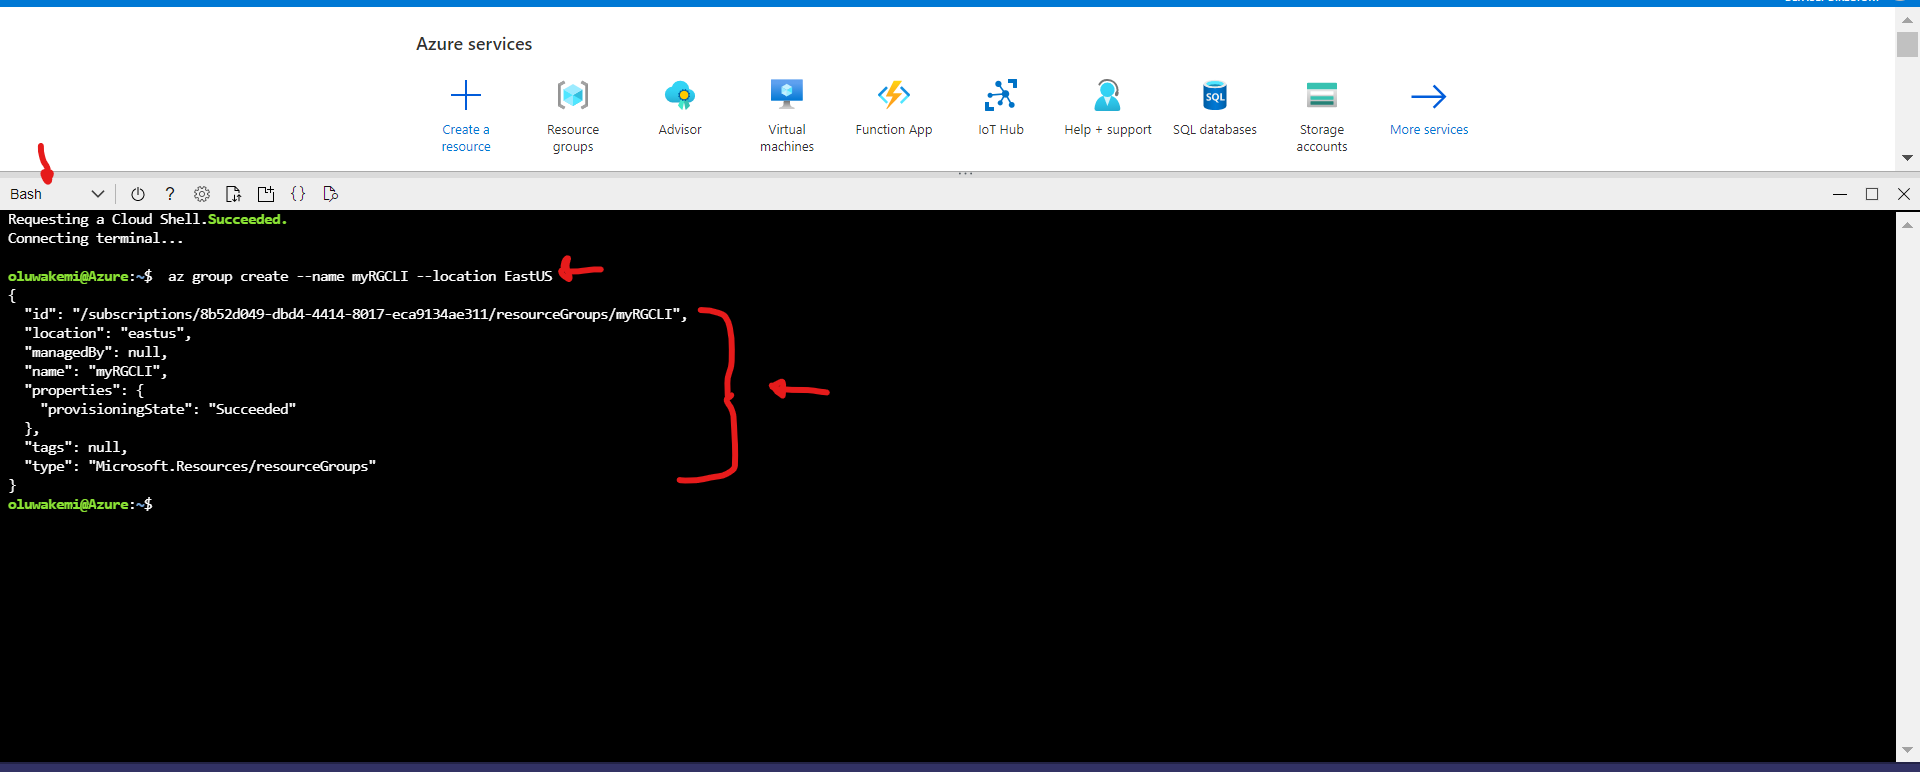 Azure services
Create a resource
Resource groups
Advisor
Virtual machines
Function App
IoT Hub
Help + support
SQL
SQL databases
Storage accounts
More services
Bash
?
{}
Requesting a Cloud Shell.Succeeded.
Connecting terminal...
oluwakemi@Azure:~$  az group create --name myRGCLI --location EastUS
{
  "id": "/subscriptions/8b52d049-dbd4-4414-8017-eca9134ae311/resourceGroups/myRGCLI",
  "location": "eastus",
  "managedBy": null,
  "name": "myRGCLI",
  "properties": {
    "provisioningState": "Succeeded"
  },
  "tags": null,
  "type": "Microsoft.Resources/resourceGroups"
}
oluwakemi@Azure:~$